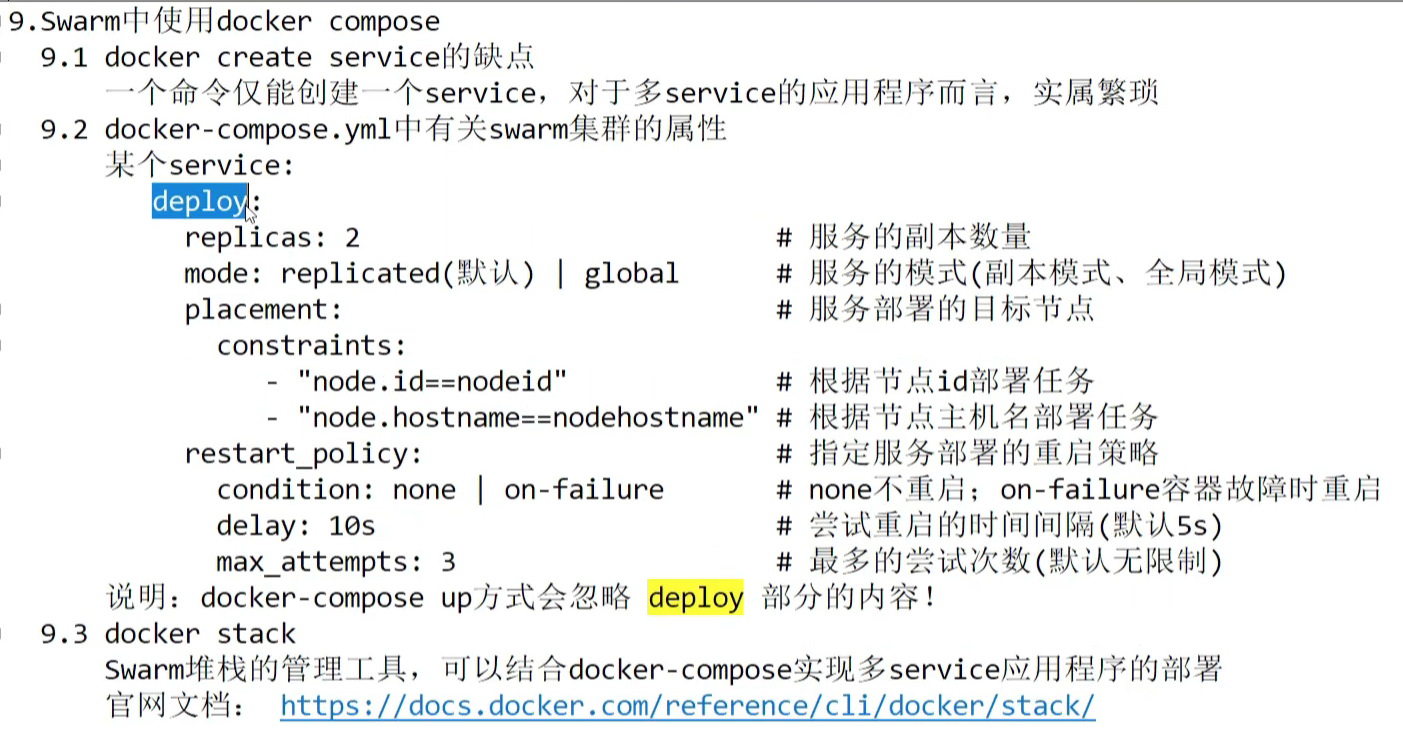 9.Swarm中使用docker compose
9.1 docker create service的缺点
一个命令仅能创建一个service，对于多service的应用程序而言，实属繁琐
9.2 docker-compose.yml中有关swarm集群的属性
某个service:
deploy:
replicas: 2 # 服务的副本数量
mode: replicated(默认) | global # 服务的模式(副本模式、全局模式)
placement: # 服务部署的目标节点
constraints:
- "node.id==nodeid" # 根据节点id部署任务
- "node.hostname==nodehostname" # 根据节点主机名部署任务
restart_policy: # 指定服务部署的重启策略
condition: none | on-failure # none不重启；on-failure容器故障时重启
delay: 10s # 尝试重启的时间间隔(默认5s)
max_attempts: 3 # 最多的尝试次数(默认无限制)
说明：docker-compose up方式会忽略 deploy 部分的内容！
9.3 docker stack
Swarm堆栈的管理工具，可以结合docker-compose实现多service应用程序的部署
官网文档： https://docs.docker.com/reference/cli/docker/stack/